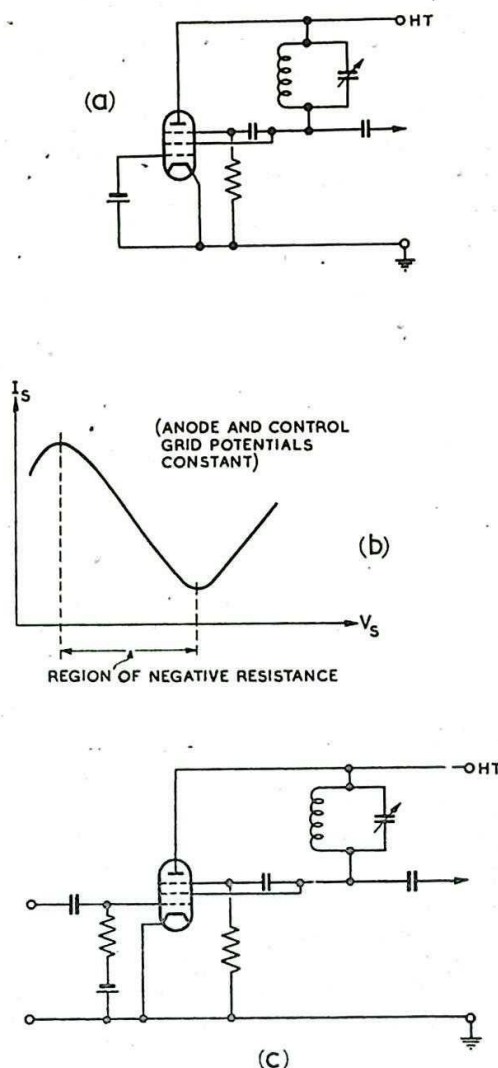 HT
(a)
I_S
(ANODE AND CONTROL
GRID POTENTIALS
CONSTANT)
(b)
V_S
REGION OF NEGATIVE RESISTANCE
HT
(c)